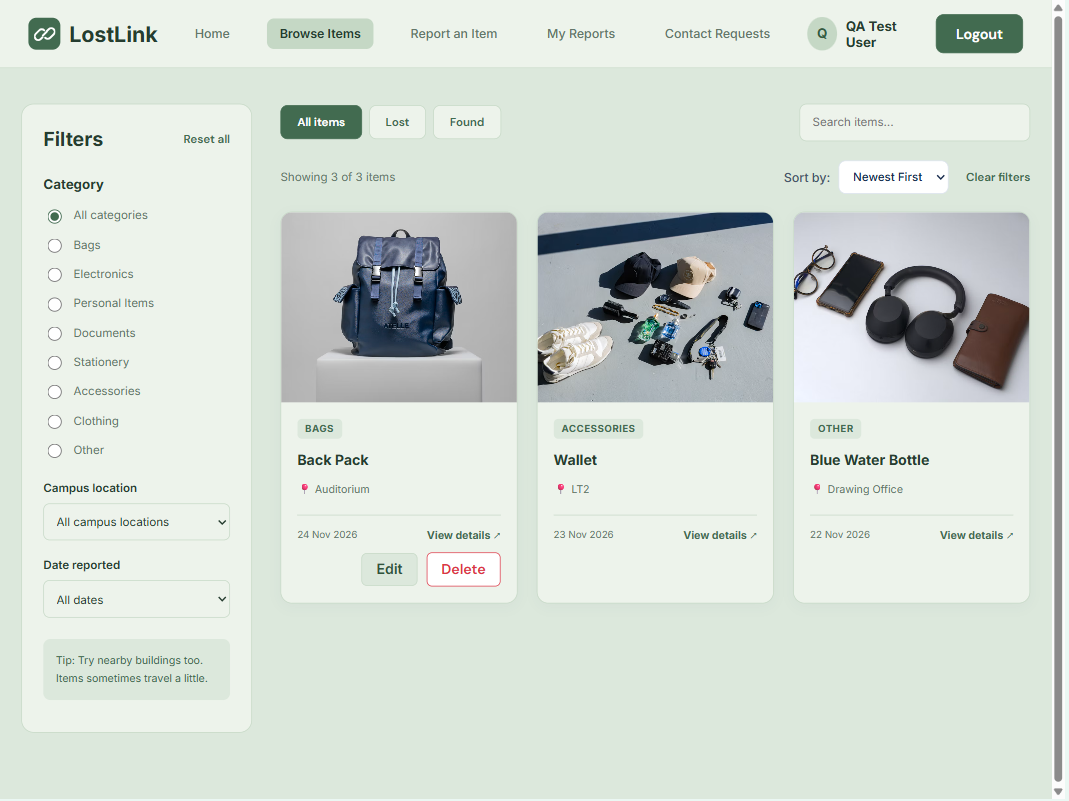 LostLink
Home
Browse Items
Report an Item
My Reports
Contact Requests
Q
QA Test
User
Logout
Filters
Reset all
Category
All categories
Bags
Electronics
Personal Items
Documents
Stationery
Accessories
Clothing
Other
Campus location
All campus locations
Date reported
All dates
Tip: Try nearby buildings too.
Items sometimes travel a little.
All items
Lost
Found
Search items...
Showing 3 of 3 items
Sort by:
Newest First
Clear filters
BAGS
Back Pack
Auditorium
24 Nov 2026
View details ↗
Edit
Delete
ACCESSORIES
Wallet
LT2
23 Nov 2026
View details ↗
OTHER
Blue Water Bottle
Drawing Office
22 Nov 2026
View details ↗